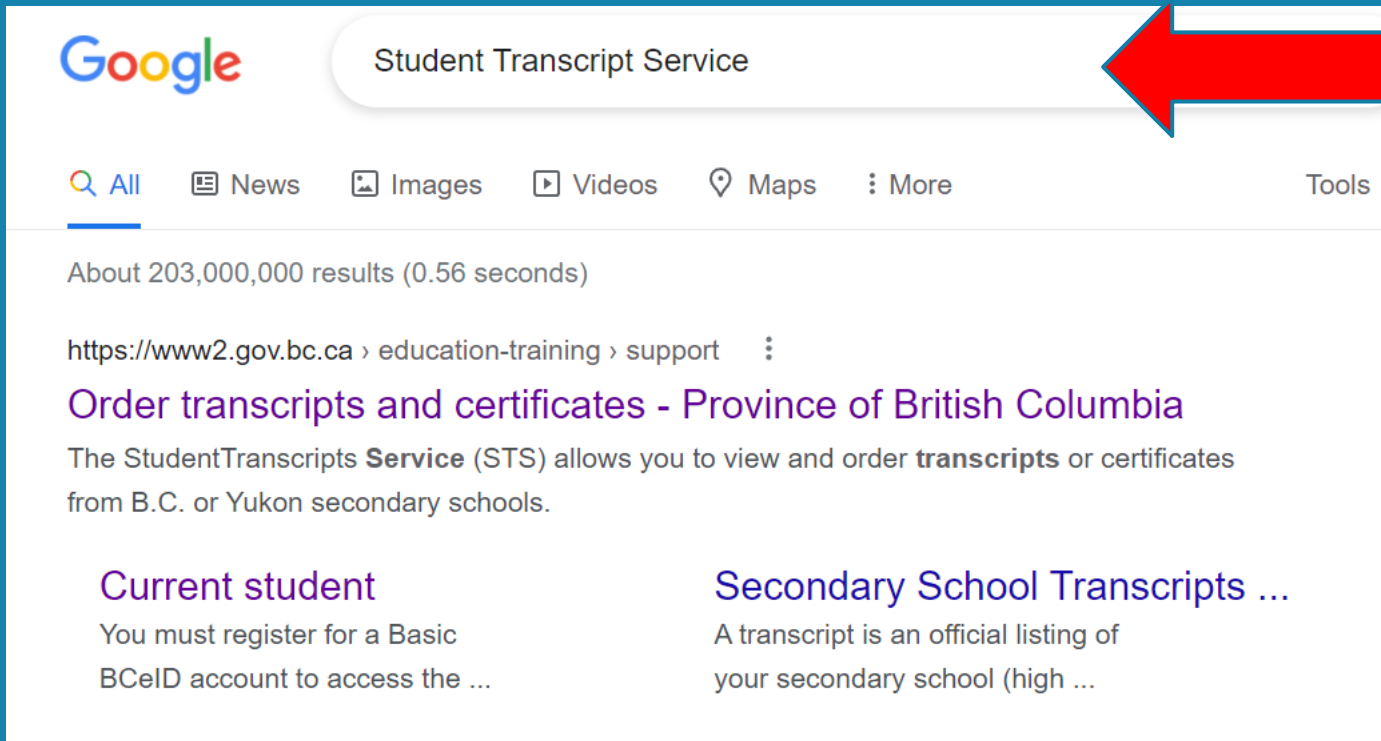 Google
Student Transcript Service
All News Images Videos Maps More Tools
About 203,000,000 results (0.56 seconds)
https://www2.gov.bc.ca › education-training › support
Order transcripts and certificates - Province of British Columbia
The StudentTranscripts Service (STS) allows you to view and order transcripts or certificates
from B.C. or Yukon secondary schools.
Current student
You must register for a Basic
BCeID account to access the ...
Secondary School Transcripts ...
A transcript is an official listing of
your secondary school (high ...